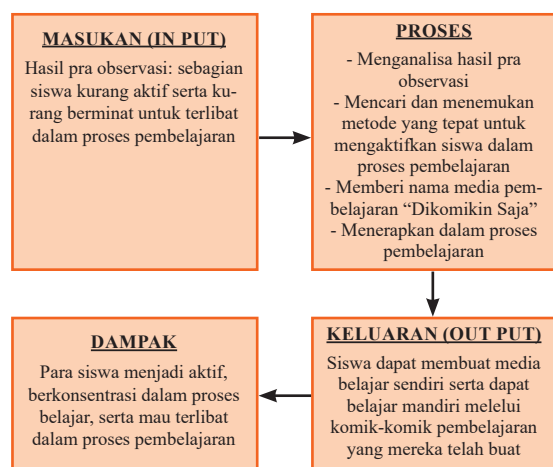 MASUKAN (IN PUT)
Hasil pra observasi: sebagian
siswa kurang aktif serta ku-
rang berminat untuk terlibat
dalam proses pembelajaran
PROSES
- Menganalisa hasil pra
observasi
- Mencari dan menemukan
metode yang tepat untuk
mengaktifkan siswa dalam
proses pembelajaran
- Memberi nama media pem-
belajaran “Dikomikin Saja”
- Menerapkan dalam proses
pembelajaran
DAMPAK
Para siswa menjadi aktif,
berkonsentrasi dalam proses
belajar, serta mau terlibat
dalam proses pembelajaran
KELUARAN (OUT PUT)
Siswa dapat membuat media
belajar sendiri serta dapat
belajar mandiri melelui
komik-komik pembelajaran
yang mereka telah buat